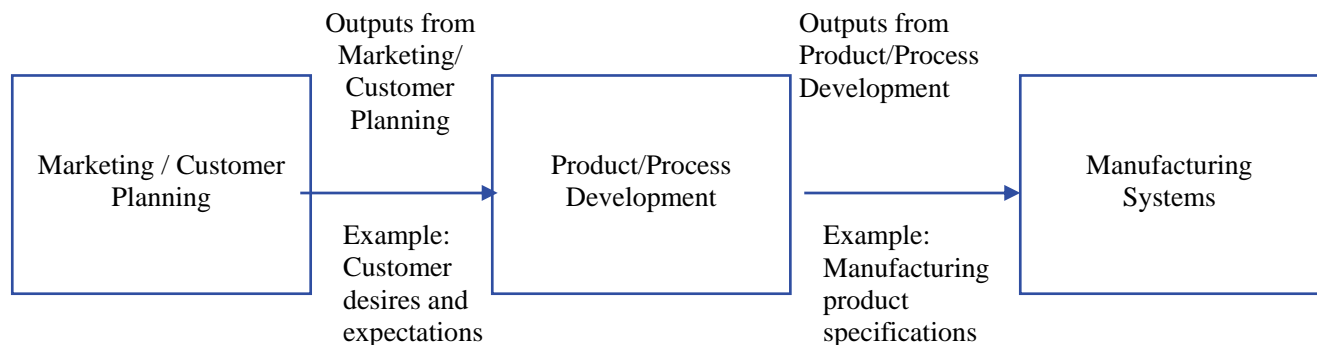 Outputs from
Marketing/
Customer
Planning
Outputs from
Product/Process
Development
Marketing / Customer
Planning
Product/Process
Development
Manufacturing
Systems
Example:
Customer
desires and
expectations
Example:
Manufacturing
product
specifications